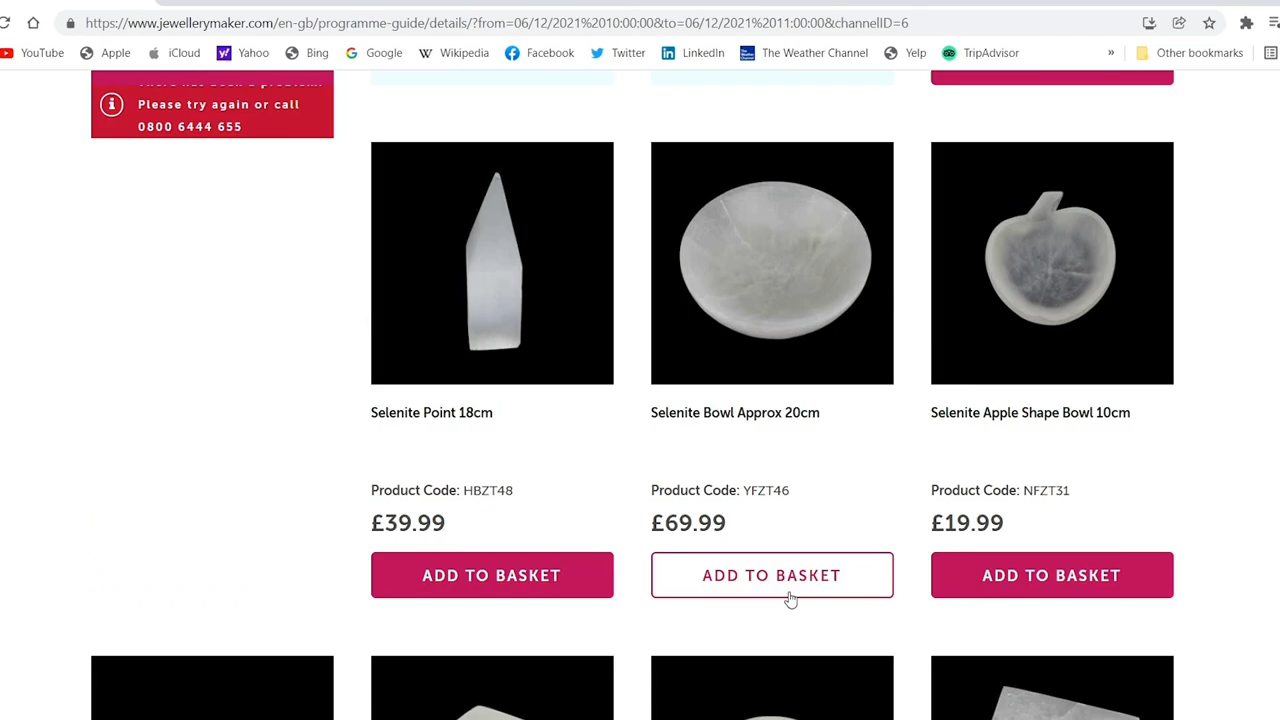 https://www.jewellerymaker.com/en-gb/programme-guide/details/?from=06/12/2021%2010:00:00&to=06/12/2021%2011:00:00&channelID=6
YouTube Apple iCloud Yahoo Bing Google Wikipedia Facebook Twitter LinkedIn The Weather Channel Yelp TripAdvisor » Other bookmarks
Please try again or call
0800 6444 655
Selenite Point 18cm
Product Code: HBZT48
£39.99
ADD TO BASKET
Selenite Bowl Approx 20cm
Product Code: YFZT46
£69.99
ADD TO BASKET
Selenite Apple Shape Bowl 10cm
Product Code: NFZT31
£19.99
ADD TO BASKET